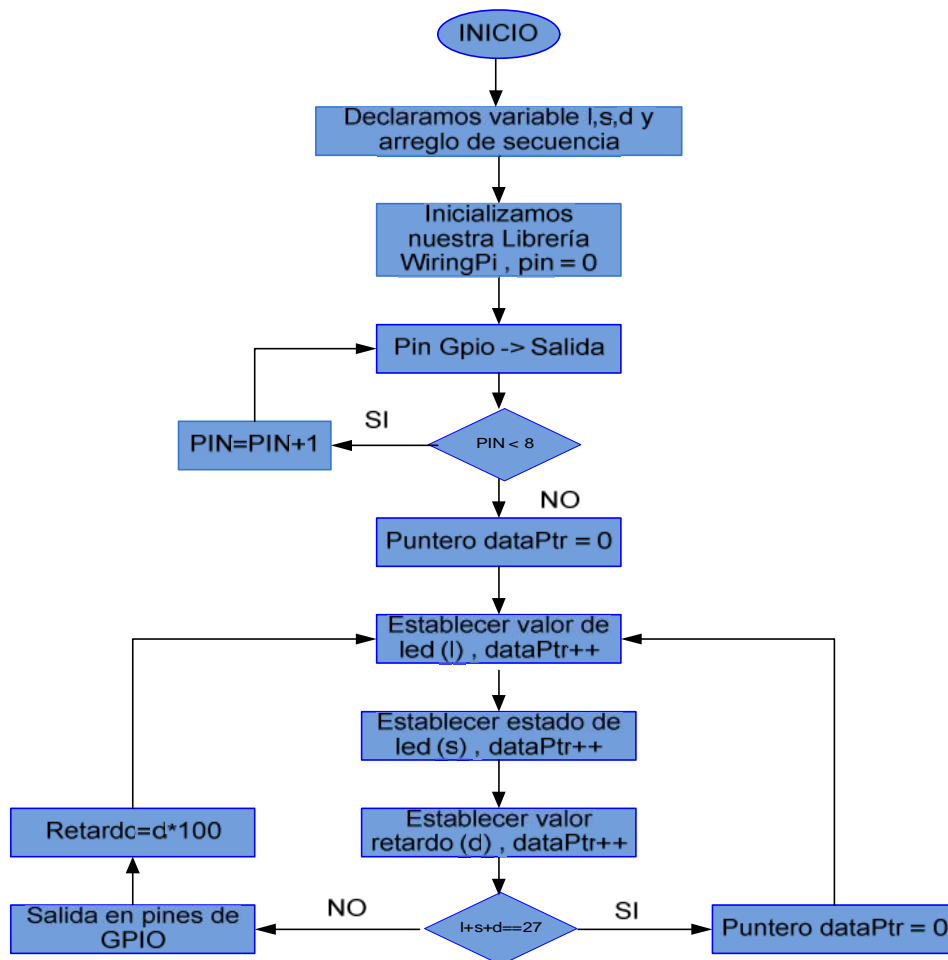 INICIO
Declaramos variable l,s,d y
arreglo de secuencia
Inicializamos
nuestra Librería
WiringPi , pin = 0
Pin Gpio -> Salida
SI
PIN=PIN+1
PIN < 8
NO
Puntero dataPtr = 0
Establecer valor de
led (l) , dataPtr++
Establecer estado de
led (s) , dataPtr++
Establecer valor
retardo (d) , dataPtr++
Retardo=d*100
Salida en pines de
GPIO
NO
l+s+d==27
SI
Puntero dataPtr = 0